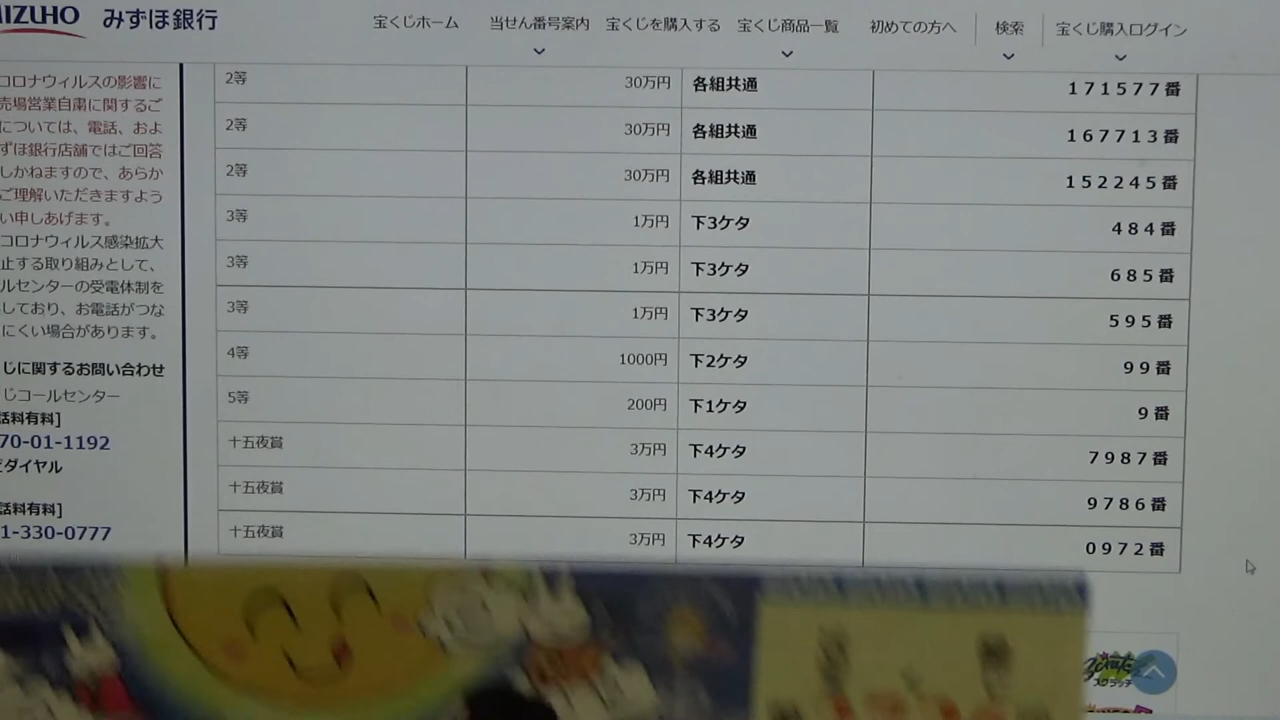 MIZUHO みずほ銀行
宝くじホーム 当せん番号案内 宝くじを購入する 宝くじ商品一覧 初めての方へ 検索 宝くじ購入ログイン
コロナウィルスの影響に
売場営業自粛に関するご
については、電話、およ
ずほ銀行店舗ではご回答
しかねますので、あらか
ご理解いただきますよう
い申しあげます。
コロナウィルス感染拡大
止する取り組みとして、
ルセンターの受電体制を
しており、お電話がつな
にくい場合があります。
じに関するお問い合わせ
じコールセンター
話料有料]
70-01-1192
ビダイヤル
話料有料]
1-330-0777
2等 30万円 各組共通 171577番
2等 30万円 各組共通 167713番
2等 30万円 各組共通 152245番
3等 1万円 下3ケタ 484番
3等 1万円 下3ケタ 685番
3等 1万円 下3ケタ 595番
4等 1000円 下2ケタ 99番
5等 200円 下1ケタ 9番
十五夜賞 3万円 下4ケタ 7987番
十五夜賞 3万円 下4ケタ 9786番
十五夜賞 3万円 下4ケタ 0972番
スクラッチ